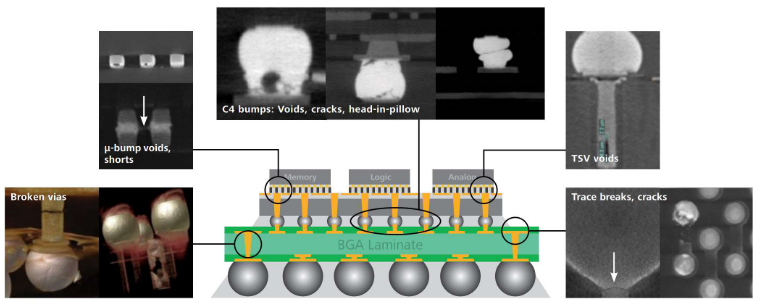 C4 bumps: Voids, cracks, head-in-pillow
μ-bump voids,
shorts
TSV voids
Memory
Logic
Analog
Broken vias
Trace breaks, cracks
BGA Laminate